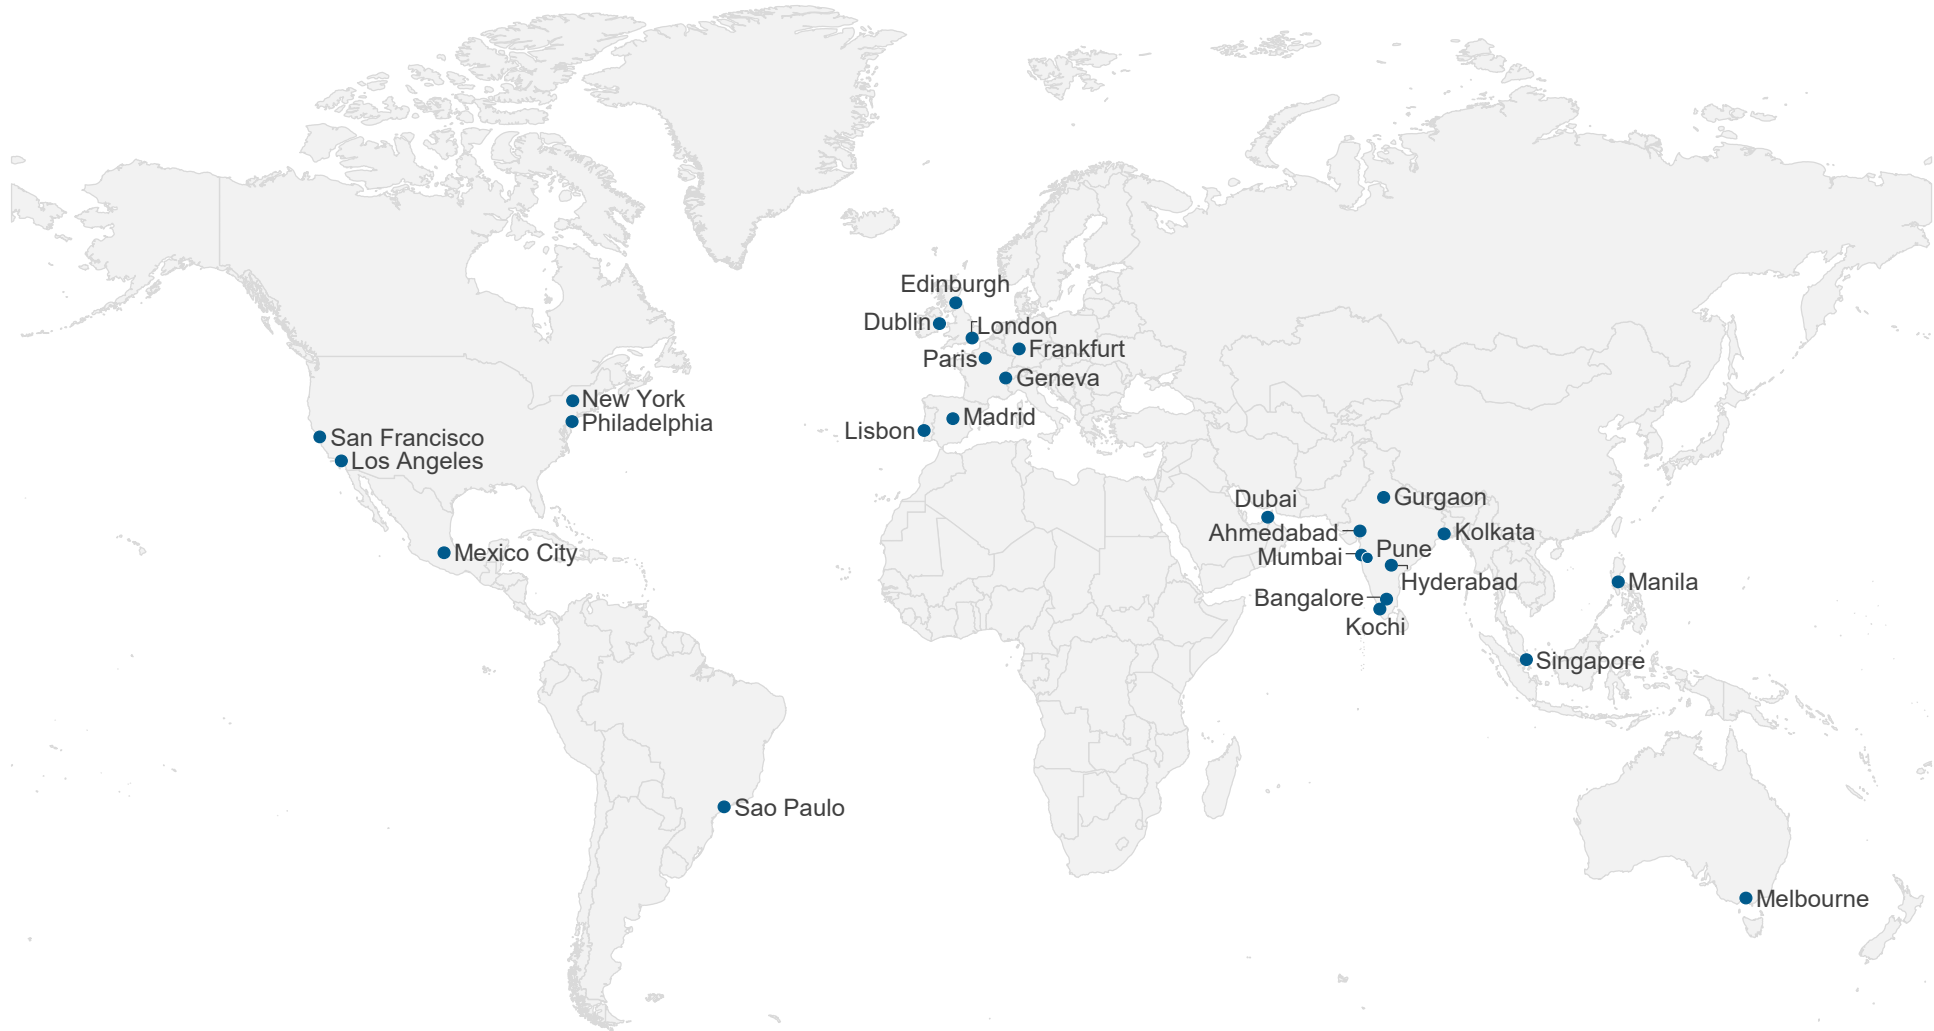 Edinburgh
Dublin
London
Paris
Frankfurt
Geneva
New York
Philadelphia
Lisbon
Madrid
San Francisco
Los Angeles
Dubai
Gurgaon
Ahmedabad
Kolkata
Mexico City
Mumbai
Pune
Hyderabad
Manila
Bangalore
Kochi
Singapore
Sao Paulo
Melbourne